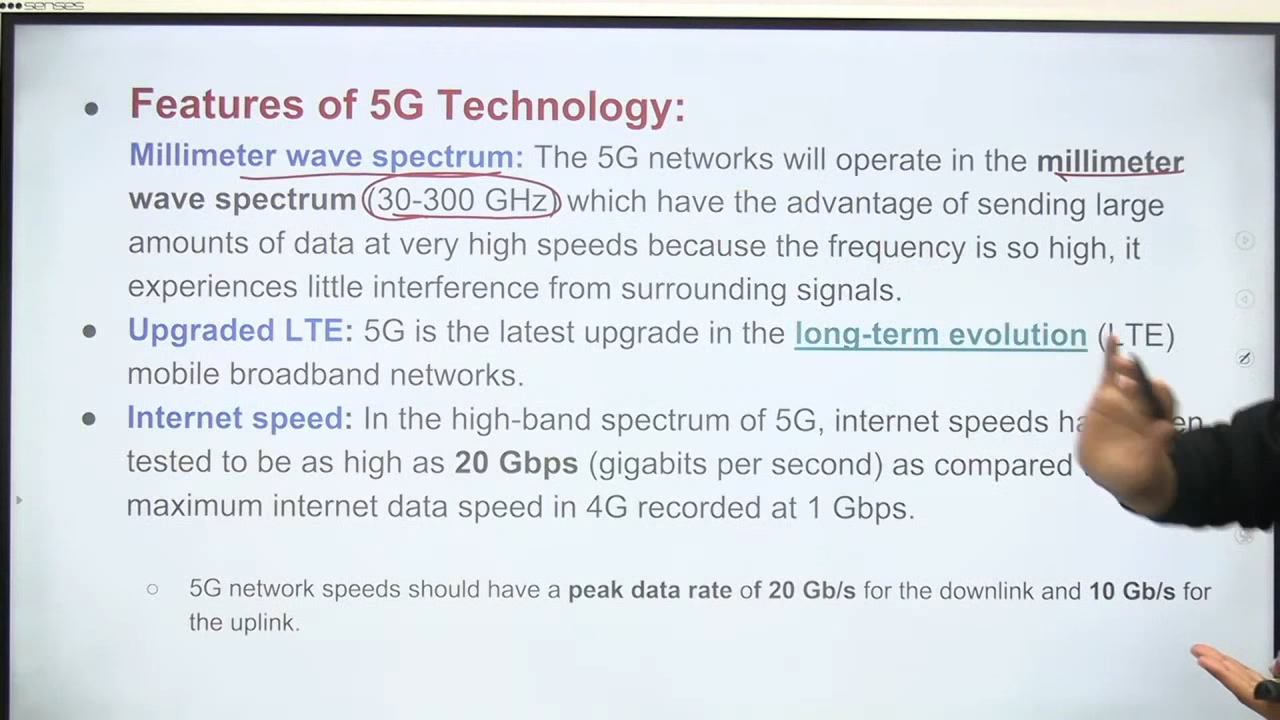 senses
Features of 5G Technology:
Millimeter wave spectrum: The 5G networks will operate in the millimeter
wave spectrum (30-300 GHz) which have the advantage of sending large
amounts of data at very high speeds because the frequency is so high, it
experiences little interference from surrounding signals.
Upgraded LTE: 5G is the latest upgrade in the long-term evolution (LTE)
mobile broadband networks.
Internet speed: In the high-band spectrum of 5G, internet speeds
tested to be as high as 20 Gbps (gigabits per second) as compared
maximum internet data speed in 4G recorded at 1 Gbps.
5G network speeds should have a peak data rate of 20 Gb/s for the downlink and 10 Gb/s for
the uplink.